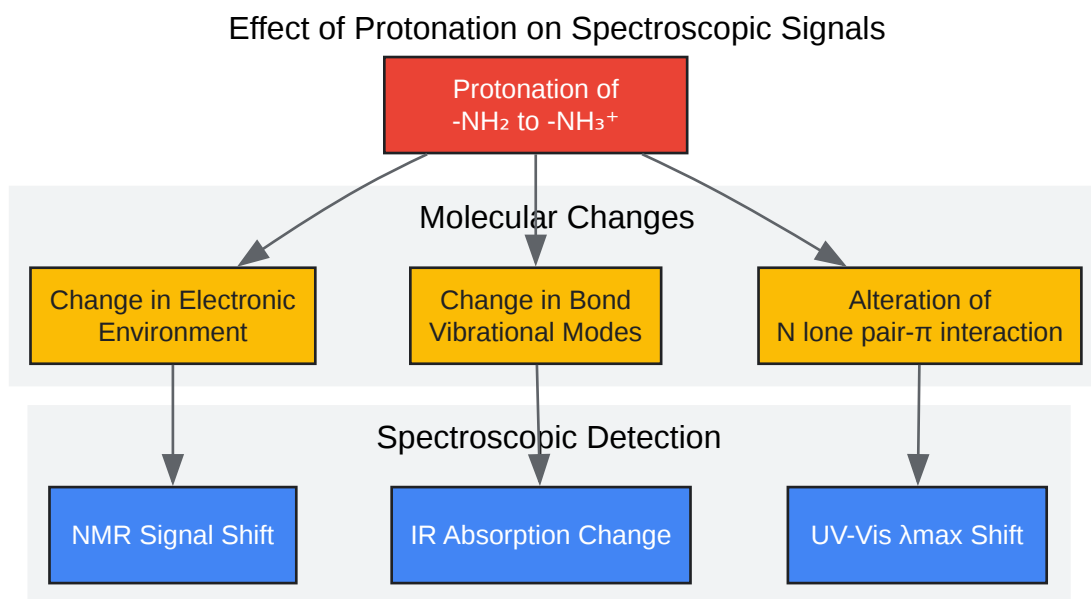 Effect of Protonation on Spectroscopic Signals
Protonation of
-NH₂ to -NH₃⁺
Molecular Changes
Change in Electronic
Environment
Change in Bond
Vibrational Modes
Alteration of
N lone pair-π interaction
Spectroscopic Detection
NMR Signal Shift
IR Absorption Change
UV-Vis λmax Shift